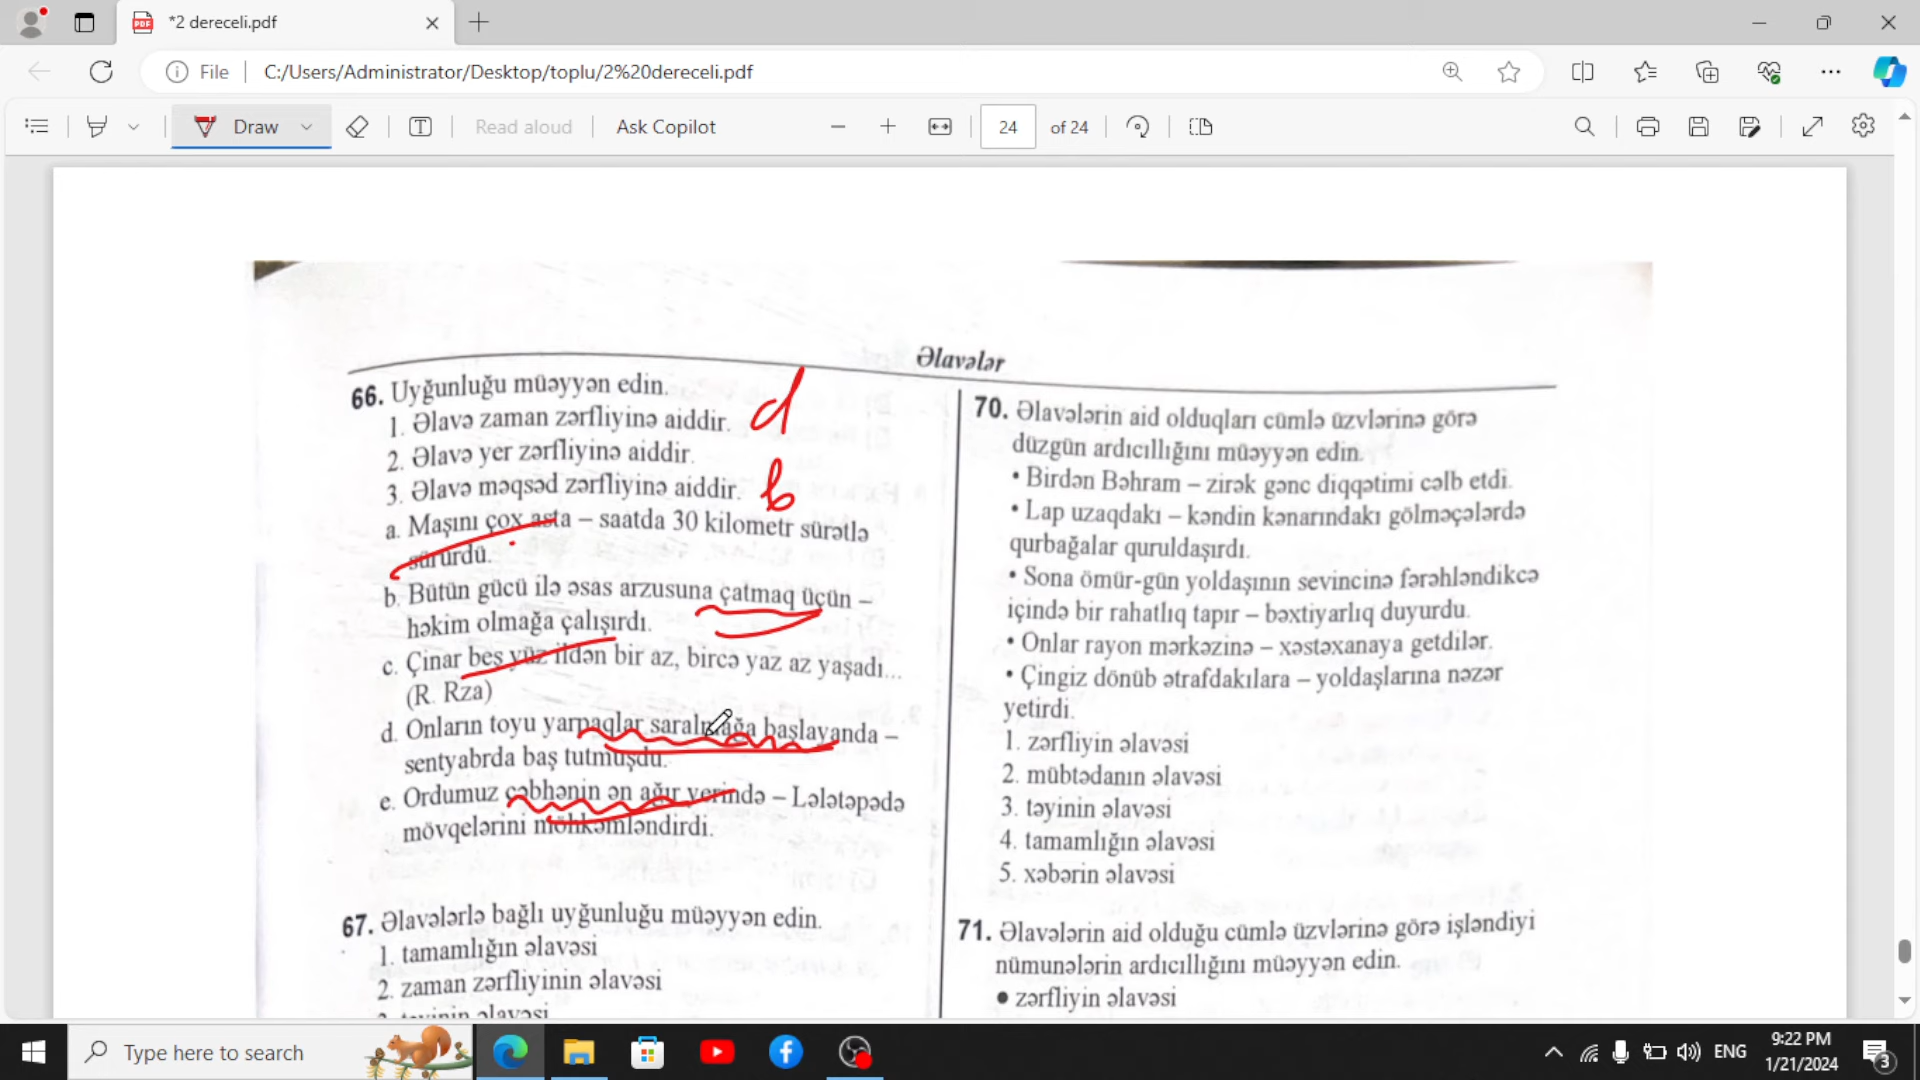 *2 dereceli.pdf
File
C:/Users/Administrator/Desktop/toplu/2%20dereceli.pdf
Draw
Read aloud
Ask Copilot
24
of 24
Əlavələr
66. Uyğunluğu müəyyən edin.
1. Əlavə zaman zərfliyinə aiddir. d
2. Əlavə yer zərfliyinə aiddir.
3. Əlavə məqsəd zərfliyinə aiddir. b
a. Maşını çox asta – saatda 30 kilometr sürətlə
sürürdü.
b. Bütün gücü ilə əsas arzusuna çatmaq üçün –
həkim olmağa çalışırdı.
c. Çinar beş yüz ildən bir az, bircə yaz az yaşadı...
(R. Rza)
d. Onların toyu yarpaqlar saralmağa başlayanda –
sentyabrda baş tutmuşdu.
e. Ordumuz cəbhənin ən ağır yerində – Lələtəpədə
mövqelərini möhkəmləndirdi.
67. Əlavələrlə bağlı uyğunluğu müəyyən edin.
1. tamamlığın əlavəsi
2. zaman zərfliyinin əlavəsi
70. Əlavələrin aid olduqları cümlə üzvlərinə görə
düzgün ardıcıllığını müəyyən edin.
• Birdən Bəhram – zirək gənc diqqətimi cəlb etdi.
• Lap uzaqdakı – kəndin kənarındakı gölməçələrdə
qurbağalar quruldaşırdı.
• Sona ömür-gün yoldaşının sevincinə fərəhləndikcə
içində bir rahatlıq tapır – bəxtiyarlıq duyurdu.
• Onlar rayon mərkəzinə – xəstəxanaya getdilər.
• Çingiz dönüb ətrafdakılara – yoldaşlarına nəzər
yetirdi.
1. zərfliyin əlavəsi
2. mübtədanın əlavəsi
3. təyinin əlavəsi
4. tamamlığın əlavəsi
5. xəbərin əlavəsi
71. Əlavələrin aid olduğu cümlə üzvlərinə görə işləndiyi
nümunələrin ardıcıllığını müəyyən edin.
● zərfliyin əlavəsi
Type here to search
ENG
9:22 PM
1/21/2024
3